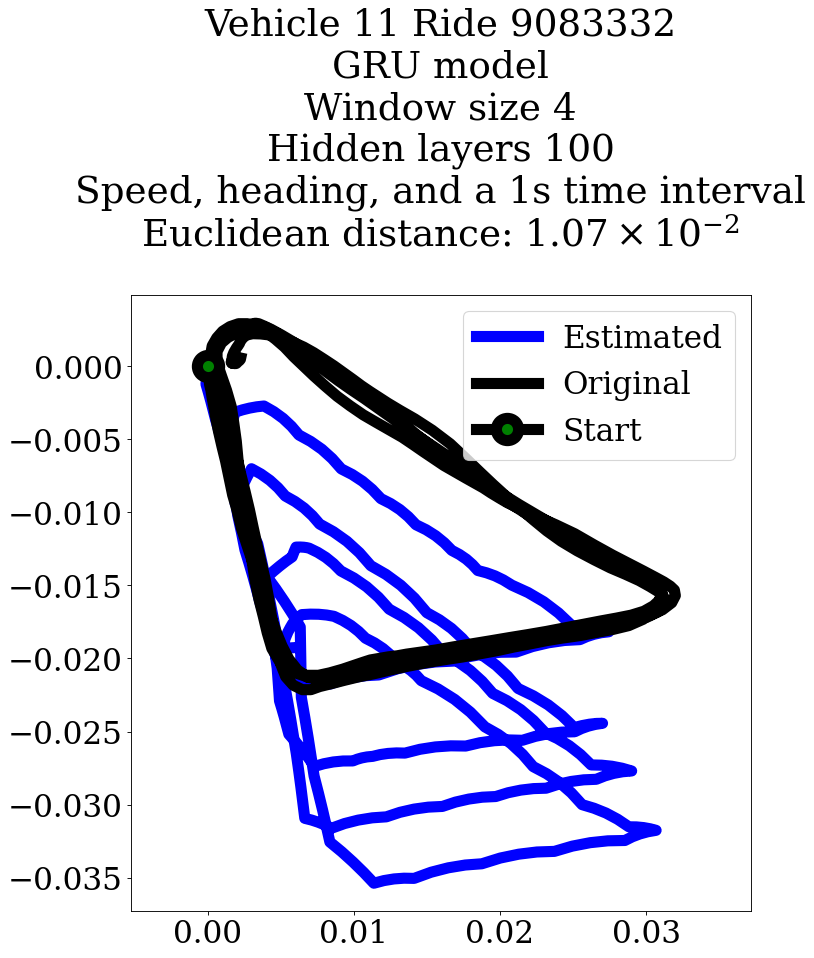 Vehicle 11 Ride 9083332
GRU model
Window size 4
Hidden layers 100
Speed, heading, and a 1s time interval
Euclidean distance: 1.07 × 10⁻²
Estimated
Original
Start
0.000
−0.005
−0.010
−0.015
−0.020
−0.025
−0.030
−0.035
0.00 0.01 0.02 0.03